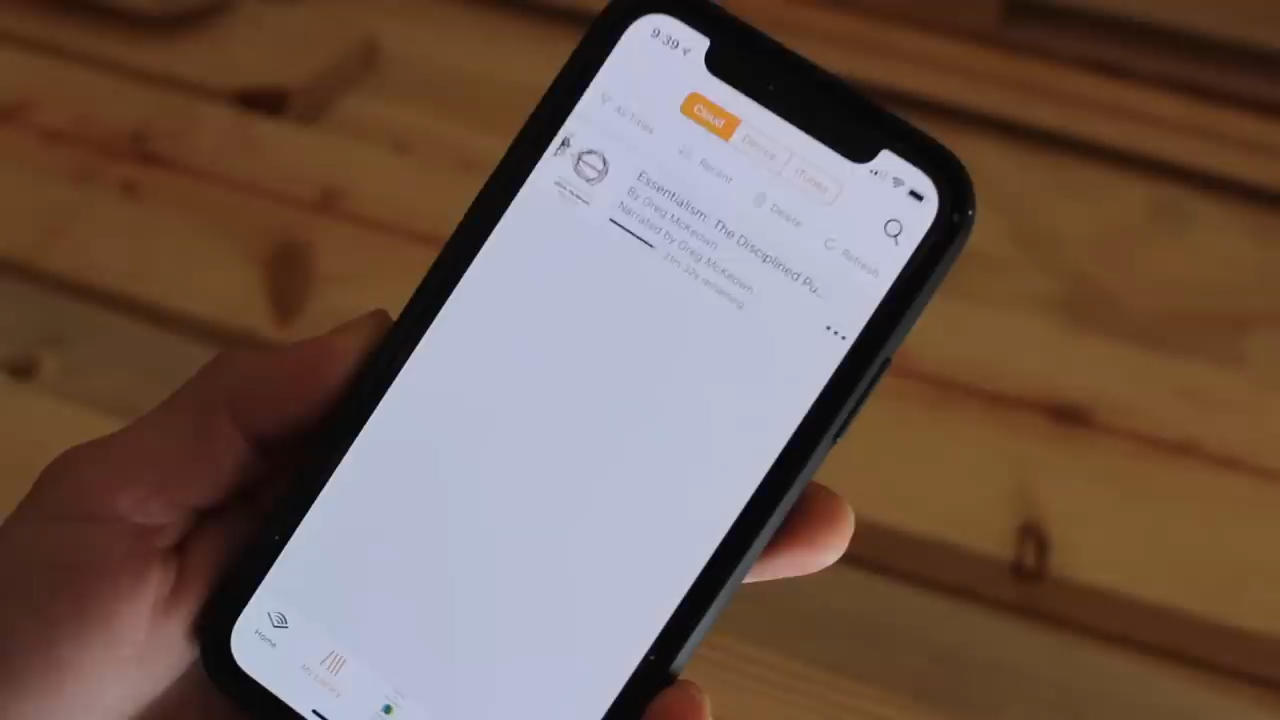 9:39
Cloud Device iTunes
All Titles Recent Delete Refresh
Essentialism: The Disciplined Pu...
By Greg McKeown
Narrated by Greg McKeown
Home
My Library